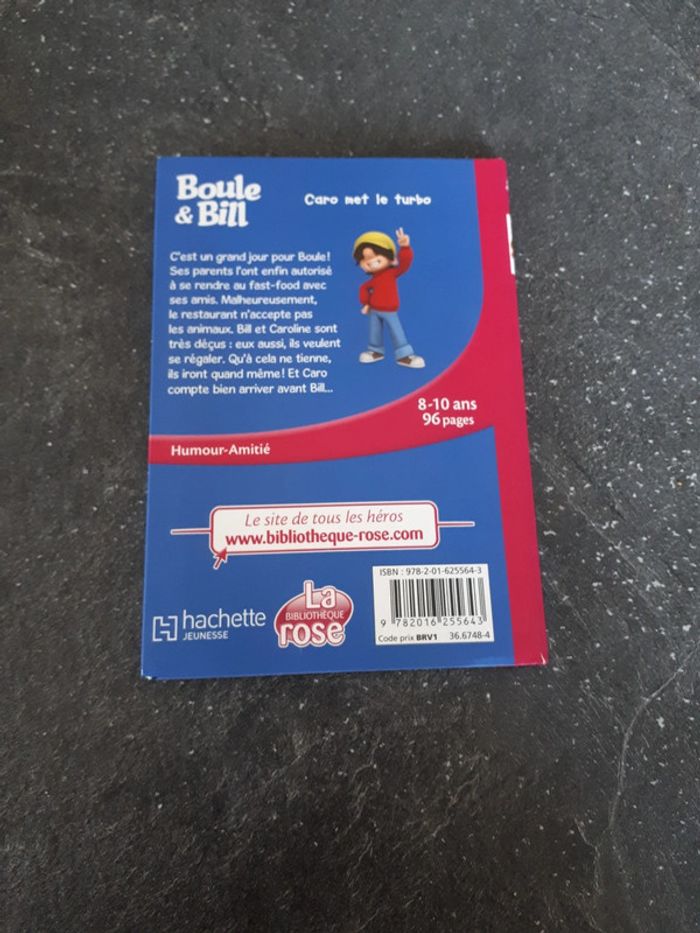 Boule
& Bill
Caro met le turbo
C'est un grand jour pour Boule!
Ses parents l'ont enfin autorisé
à se rendre au fast-food avec
ses amis. Malheureusement,
le restaurant n'accepte pas
les animaux. Bill et Caroline sont
très déçus : eux aussi, ils veulent
se régaler. Qu'à cela ne tienne,
ils iront quand même! Et Caro
compte bien arriver avant Bill...
8-10 ans
96 pages
Humour-Amitié
Le site de tous les héros
www.bibliotheque-rose.com
hachette
JEUNESSE
La
BIBLIOTHÈQUE
rose
ISBN : 978-2-01-625564-3
9 782016 255643
Code prix BRV1 36.6748-4